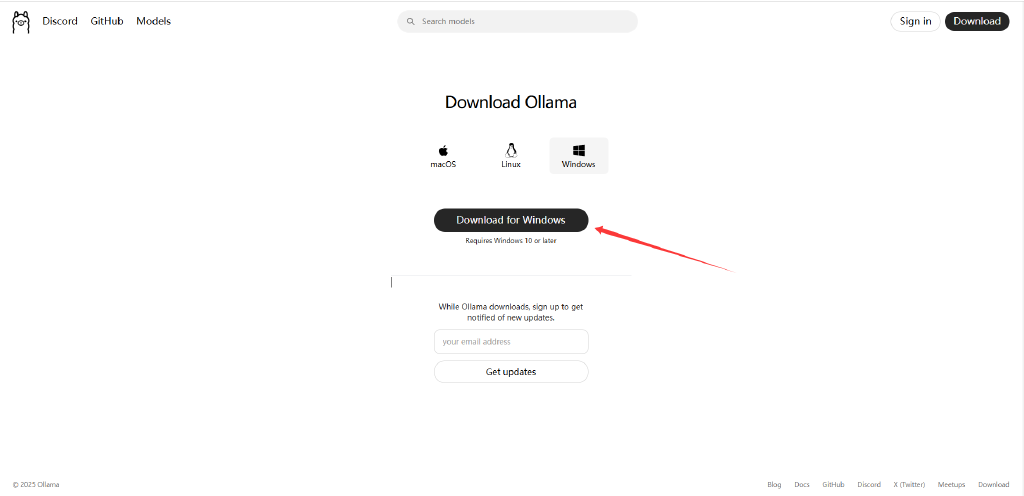 Discord GitHub Models Search models Sign in Download
Download Ollama
macOS Linux Windows
Download for Windows
Requires Windows 10 or later
While Ollama downloads, sign up to get
notified of new updates.
your email address
Get updates
© 2025 Ollama Blog Docs GitHub Discord X (Twitter) Meetups Download